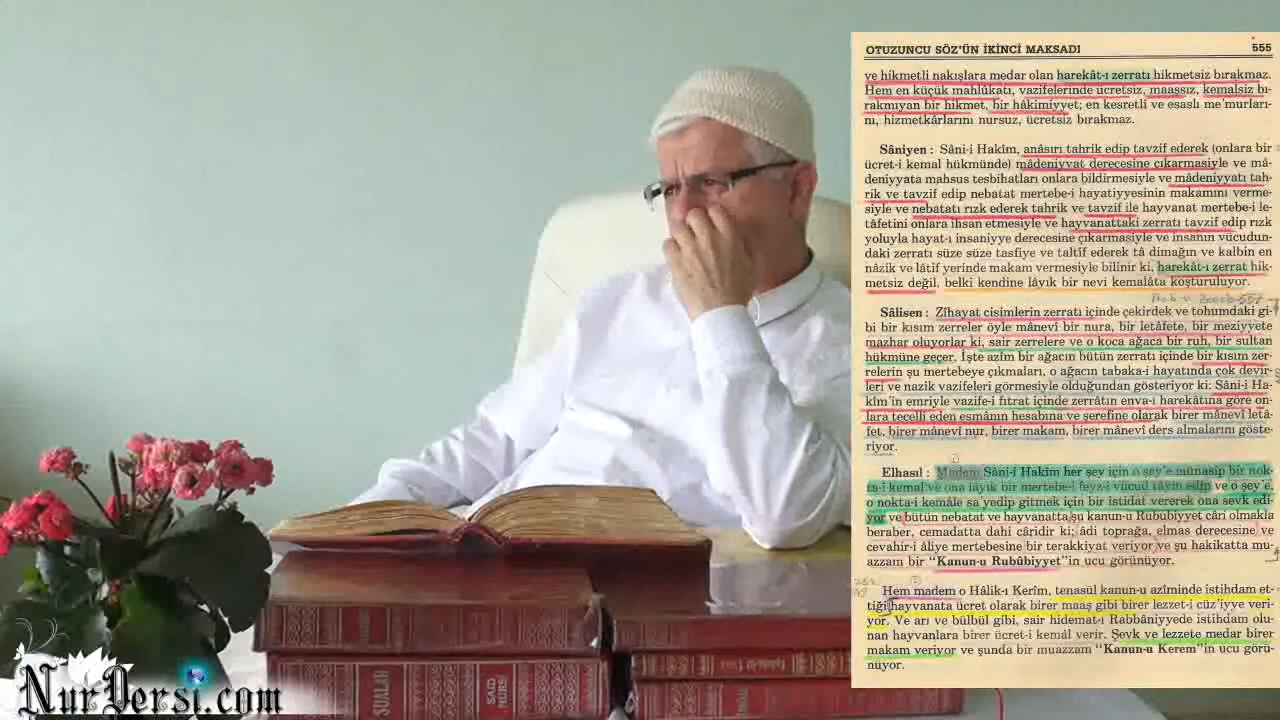 OTUZUNCU SÖZ'ÜN İKİNCİ MAKSADI 555
ve hikmetli nakışlara medar olan harekât-ı zerratı hikmetsiz bırakmaz.
Hem en küçük mahlûkatı, vazifelerinde ücretsiz, maassız, kemalsiz bı-
rakmıyan bir hikmet, bir hâkimiyet; en kesretli ve esaslı me'murları-
nı, hizmetkârlarını nursuz, ücretsiz bırakmaz.
Sâniyen : Sâni-i Hakîm, anâsırı tahrik edip tavzif ederek (onlara bir
ücret-i kemal hükmünde) mâdeniyyat derecesine çıkarmasiyle ve mâ-
deniyyata mahsus tesbihatları onlara bildirmesiyle ve mâdeniyyatı tah-
rik ve tavzif edip nebatat mertebe-i hayatiyyesinin makamını verme-
siyle ve nebatatı rızk ederek tahrik ve tavzif ile hayvanat mertebe-i le-
tâfetini onlara ihsan etmesiyle ve hayvanattaki zerratı tavzif edip rızk
yoluyla hayat-ı insaniyye derecesine çıkarmasiyle ve insanın vücudun-
daki zerratı süze süze tasfiye ve taltîf ederek tâ dimağın ve kalbin en
nâzik ve lâtif yerinde makam vermesiyle bilinir ki, harekât-ı zerrat hik-
metsiz değil, belki kendine lâyık bir nevi kemalâta koşturuluyor.
Sâlisen : Zîhayat cisimlerin zerratı içinde çekirdek ve tohumdaki gi-
bi bir kısım zerreler öyle mânevî bir nura, bir letâfete, bir meziyyete
mazhar oluyorlar ki, sair zerrelere ve o koca ağaca bir ruh, bir sultan
hükmüne geçer. İşte azîm bir ağacın bütün zerratı içinde bir kısım zer-
relerin şu mertebeye çıkmaları, o ağacın tabaka-i hayatında çok devir-
leri ve nazik vazifeleri görmesiyle olduğundan gösteriyor ki: Sâni-i Ha-
kîm'in emriyle vazife-i fıtrat içinde zerrâtın enva-ı harekâtına göre on-
lara tecelli eden esmânın hesabına ve şerefine olarak birer mânevî letâ-
fet, birer mânevî nur, birer makam, birer mânevî ders almalarını göste-
riyor.
Elhasıl : Madem Sâni-i Hakîm her şey için o şey'e münasip bir nok-
ta-i kemal ve ona lâyık bir mertebe-i feyz-i vücud tâyin edip ve o şey'e,
o nokta-i kemâle sa'yedip gitmek için bir istidat vererek ona sevk edi-
yor ve bütün nebatat ve hayvanatta şu kanun-u Rububiyyet câri olmakla
beraber, cemadatta dahi câridir ki; âdi toprağa, elmas derecesine ve
cevahir-i âliye mertebesine bir terakkiyat veriyor ve şu hakikatta mu-
azzam bir "Kanun-u Rubûbiyyet"in ucu görünüyor.
Hem madem o Hâlik-ı Kerîm, tenasül kanun-u azîminde istihdam et-
tiği hayvanata ücret olarak birer maaş gibi birer lezzet-i cüz'iyye veri-
yor. Ve arı ve bülbül gibi, sair hidemat-ı Rabbâniyyede istihdam olu-
nan hayvanlara birer ücret-i kemâl verir. Şevk ve lezzete medar birer
makam veriyor ve şunda bir muazzam "Kanun-u Kerem"in ucu görü-
nüyor.
SUALAR
SAİD NURS
NurDersi.com